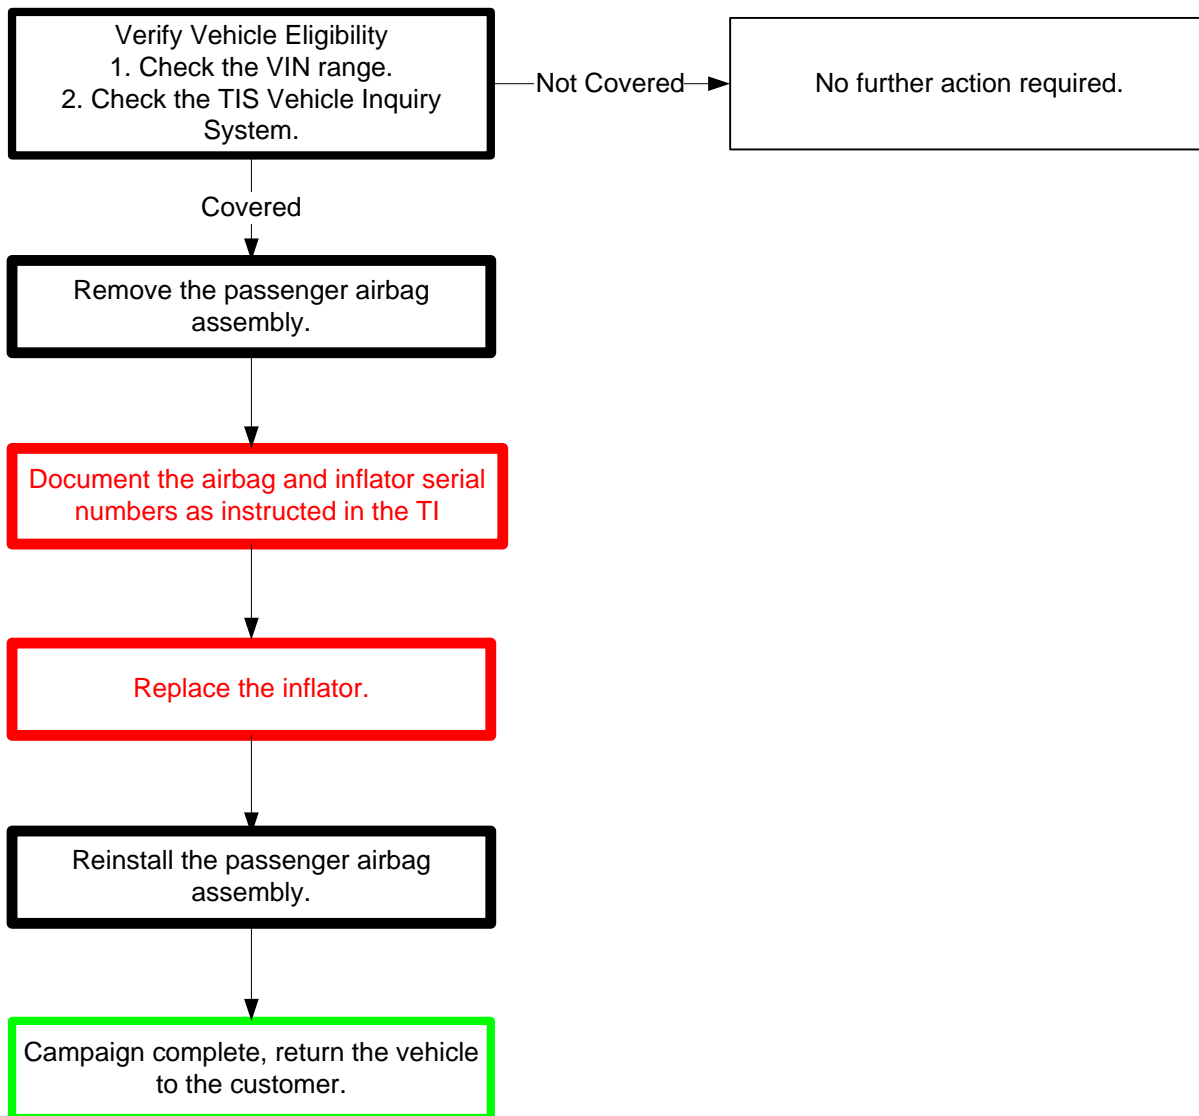 Verify Vehicle Eligibility
1. Check the VIN range.
2. Check the TIS Vehicle Inquiry
System.
Not Covered
No further action required.
Covered
Remove the passenger airbag
assembly.
Document the airbag and inflator serial
numbers as instructed in the TI
Replace the inflator.
Reinstall the passenger airbag
assembly.
Campaign complete, return the vehicle
to the customer.